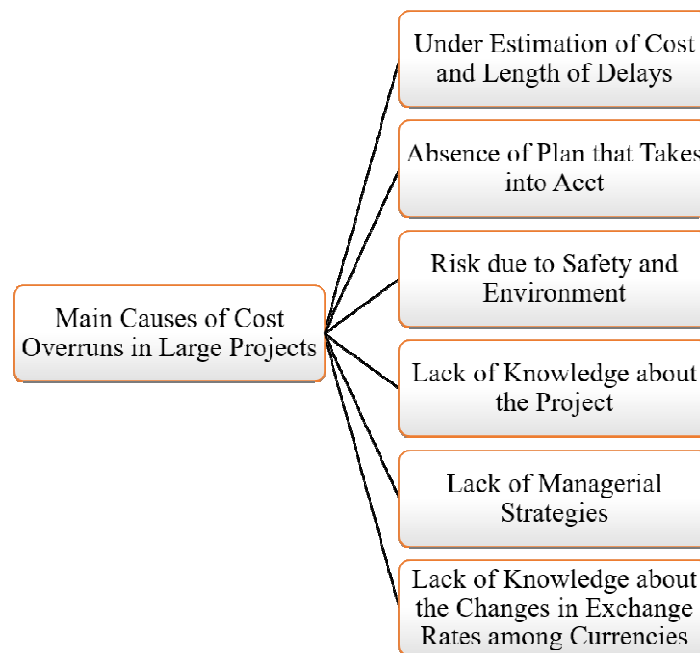 Under Estimation of Cost
and Length of Delays
Absence of Plan that Takes
into Acct
Risk due to Safety and
Environment
Main Causes of Cost
Overruns in Large Projects
Lack of Knowledge about
the Project
Lack of Managerial
Strategies
Lack of Knowledge about
the Changes in Exchange
Rates among Currencies